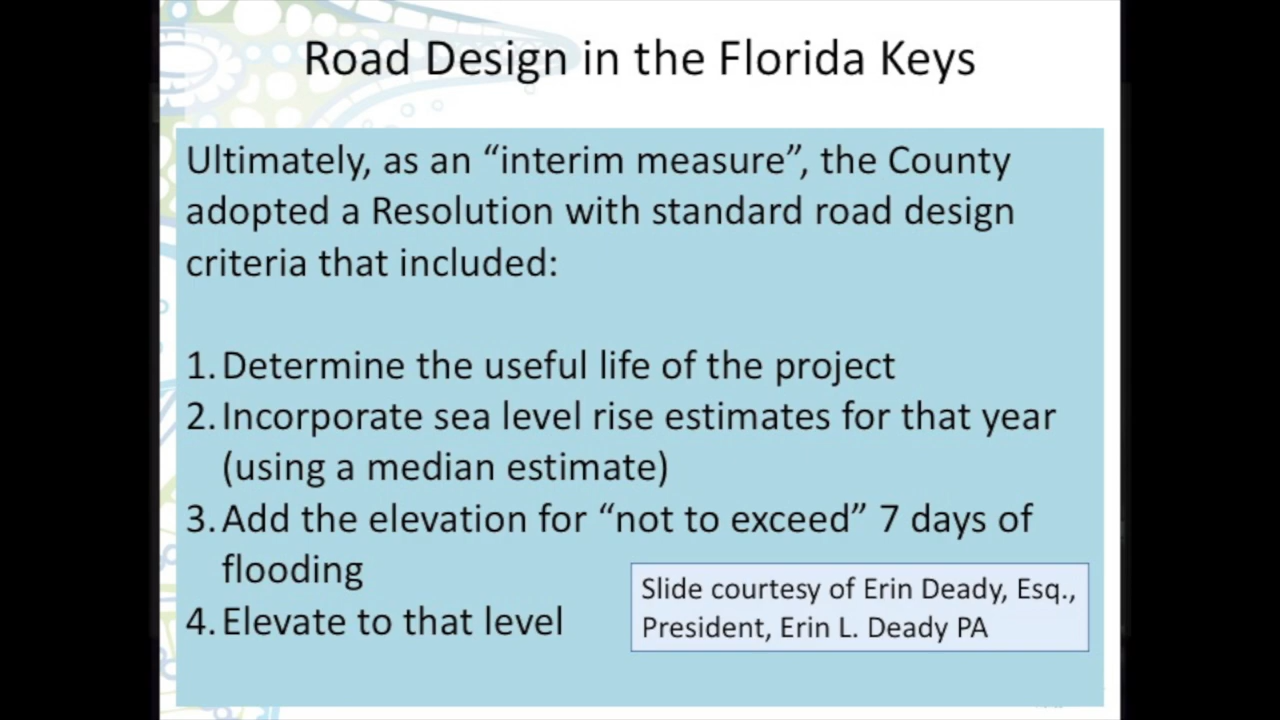 Road Design in the Florida Keys
Ultimately, as an “interim measure”, the County
adopted a Resolution with standard road design
criteria that included:
1. Determine the useful life of the project
2. Incorporate sea level rise estimates for that year
(using a median estimate)
3. Add the elevation for “not to exceed” 7 days of
flooding
4. Elevate to that level
Slide courtesy of Erin Deady, Esq.,
President, Erin L. Deady PA